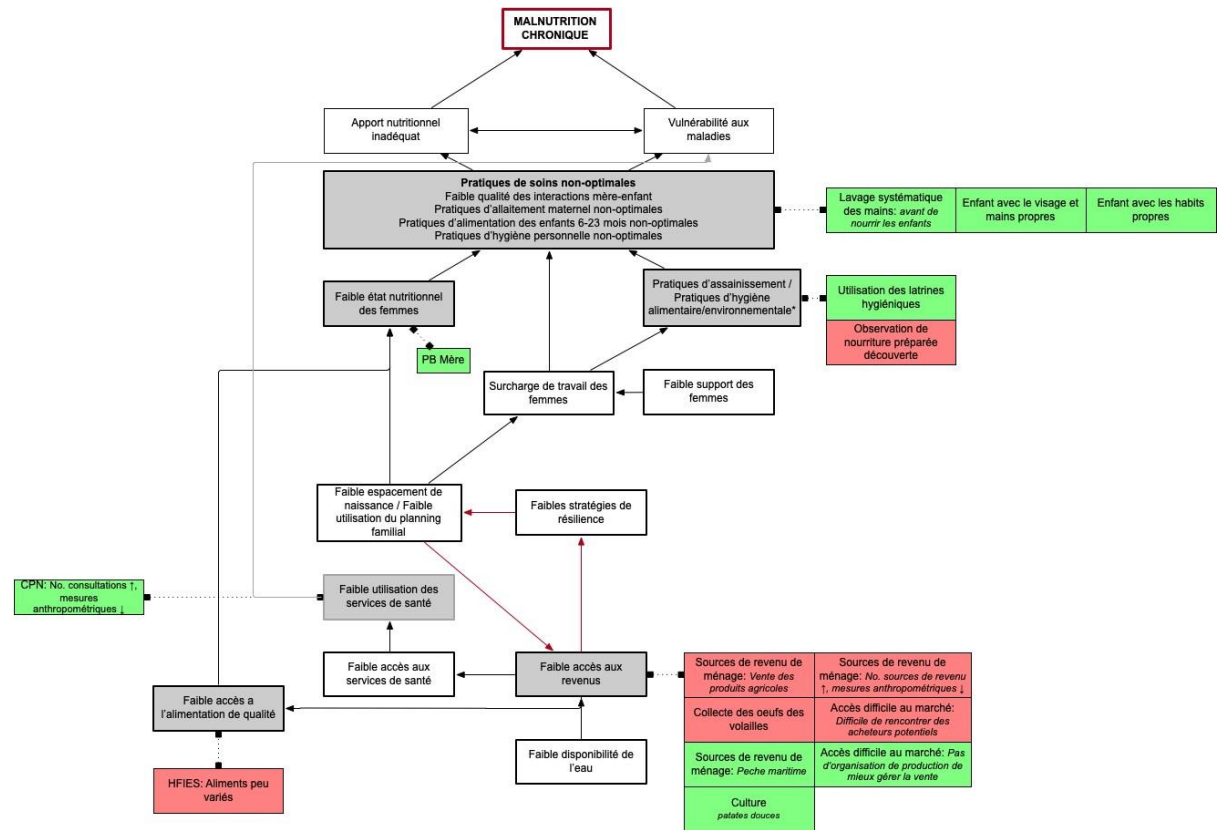 MALNUTRITION
CHRONIQUE
Apport nutritionnel
inadéquat
Vulnérabilité aux
maladies
Pratiques de soins non-optimales
Faible qualité des interactions mère-enfant
Pratiques d'allaitement maternel non-optimales
Pratiques d'alimentation des enfants 6-23 mois non-optimales
Pratiques d'hygiène personnelle non-optimales
Lavage systématique
des mains: avant de
nourrir les enfants
Enfant avec le visage et
mains propres
Enfant avec les habits
propres
Faible état nutritionnel
des femmes
Pratiques d'assainissement /
Pratiques d'hygiène
alimentaire/environnementale*
Utilisation des latrines
hygiéniques
Observation de
nourriture préparée
découverte
PB Mère
Surcharge de travail des
femmes
Faible support des
femmes
Faible espacement de
naissance / Faible
utilisation du planning
familial
Faibles stratégies de
résilience
CPN: No. consultations ↑,
mesures
anthropométriques ↓
Faible utilisation des
services de santé
Faible accès aux
services de santé
Faible accès aux
revenus
Sources de revenu de
ménage: Vente des
produits agricoles
Sources de revenu de
ménage: No. sources de revenu
↑, mesures anthropométriques ↓
Faible accès a
l'alimentation de qualité
Collecte des oeufs des
volailles
Accès difficile au marché:
Difficile de rencontrer des
acheteurs potentiels
Faible disponibilité de
l'eau
Sources de revenu de
ménage: Peche maritime
Accès difficile au marché: Pas
d'organisation de production de
mieux gérer la vente
HFIES: Aliments peu
variés
Culture
patates douces